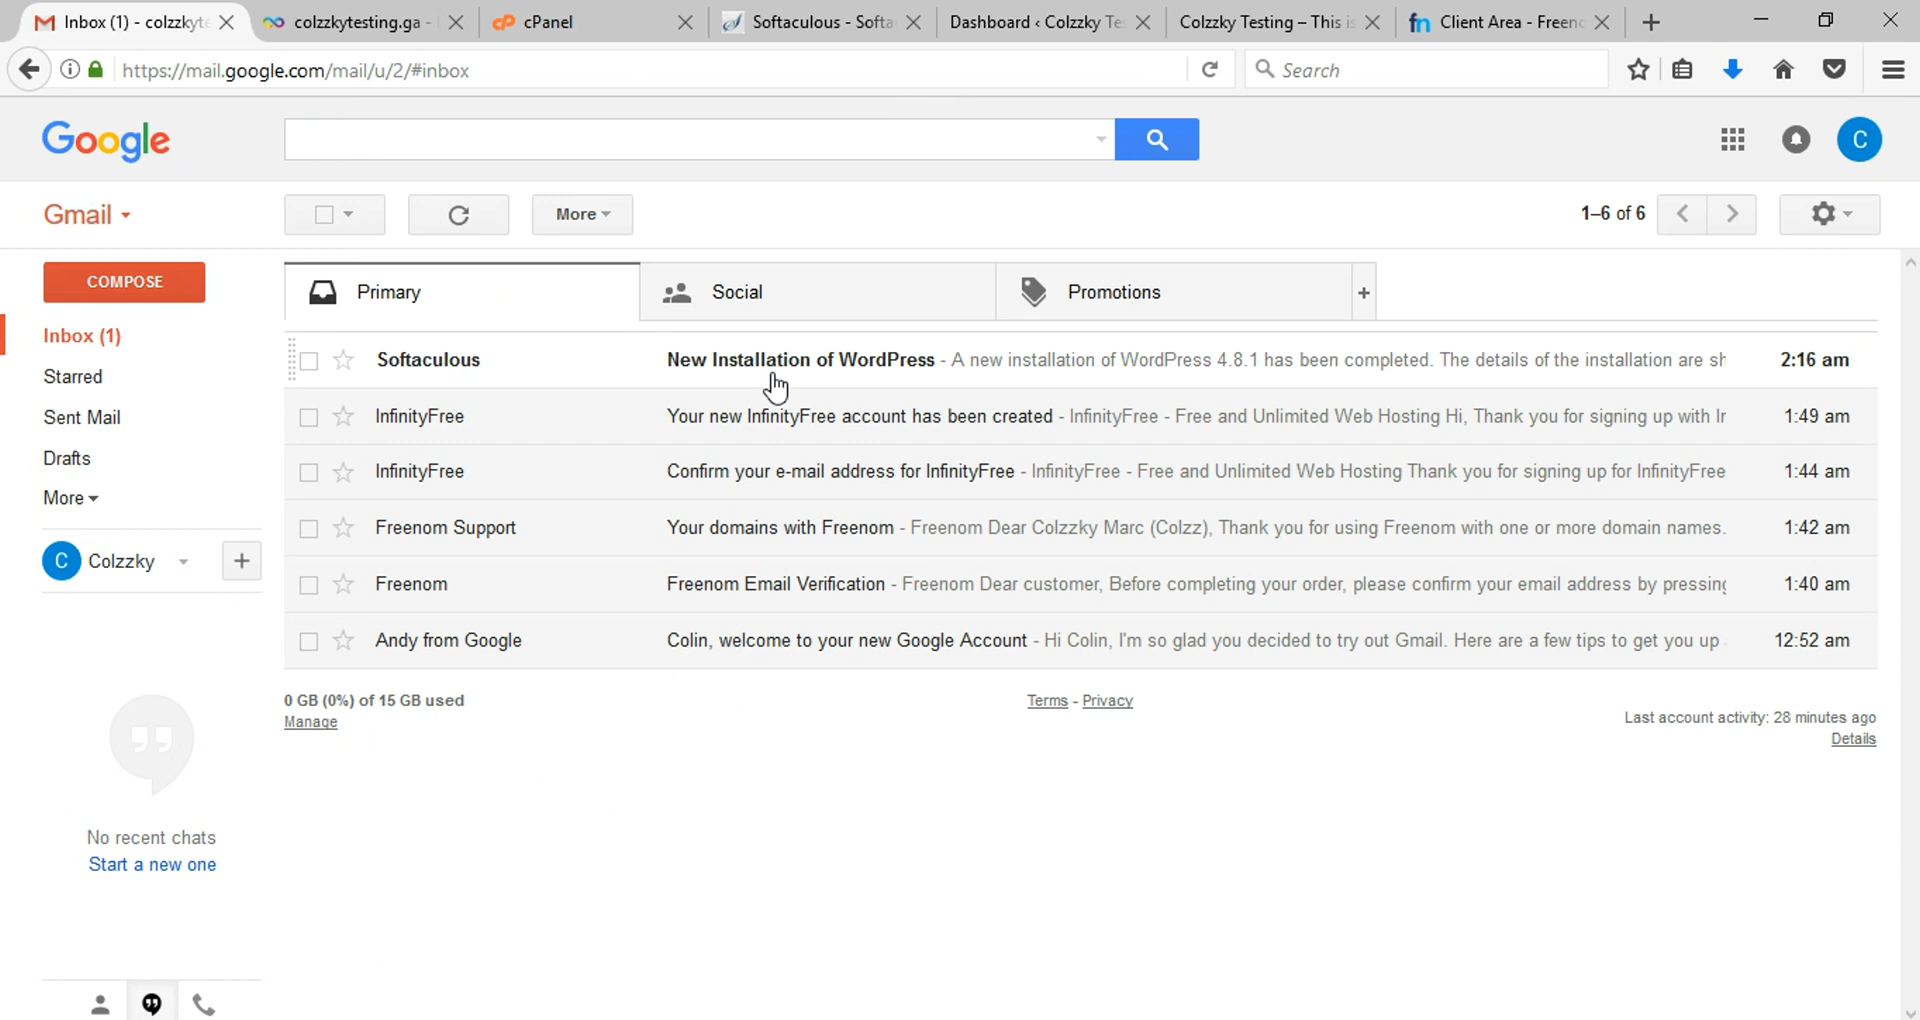 Inbox (1) - colzzkyte
colzzkytesting.ga -
cPanel
Softaculous - Softa
Dashboard ‹ Colzzky Te
Colzzky Testing – This is
fn Client Area - Freeno
https://mail.google.com/mail/u/2/#inbox
Search
Google
C
Gmail
More
1–6 of 6
COMPOSE
Primary
Social
Promotions
Inbox (1)
Starred
Sent Mail
Drafts
More
C Colzzky
Softaculous New Installation of WordPress - A new installation of WordPress 4.8.1 has been completed. The details of the installation are sh 2:16 am
InfinityFree Your new InfinityFree account has been created - InfinityFree - Free and Unlimited Web Hosting Hi, Thank you for signing up with Ir 1:49 am
InfinityFree Confirm your e-mail address for InfinityFree - InfinityFree - Free and Unlimited Web Hosting Thank you for signing up for InfinityFree 1:44 am
Freenom Support Your domains with Freenom - Freenom Dear Colzzky Marc (Colzz), Thank you for using Freenom with one or more domain names. 1:42 am
Freenom Freenom Email Verification - Freenom Dear customer, Before completing your order, please confirm your email address by pressing 1:40 am
Andy from Google Colin, welcome to your new Google Account - Hi Colin, I'm so glad you decided to try out Gmail. Here are a few tips to get you up 12:52 am
0 GB (0%) of 15 GB used
Manage
Terms - Privacy
Last account activity: 28 minutes ago
Details
No recent chats
Start a new one